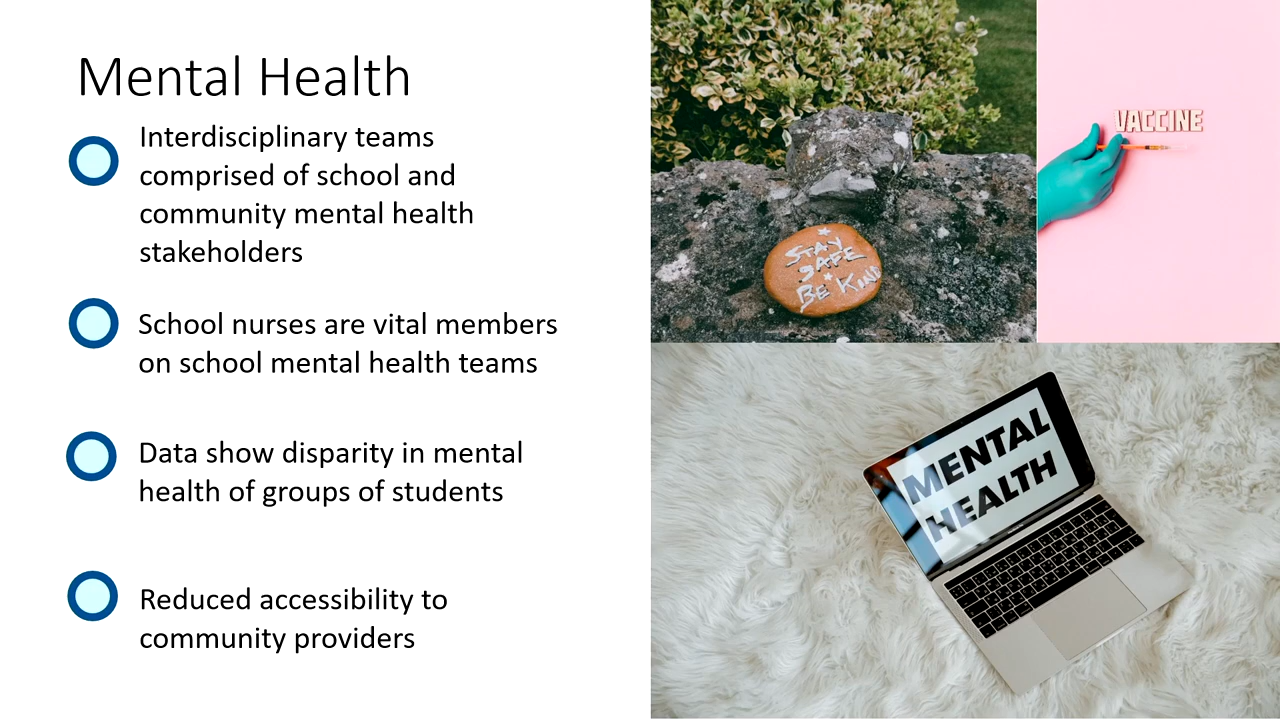 Mental Health
Interdisciplinary teams
comprised of school and
community mental health
stakeholders
School nurses are vital members
on school mental health teams
Data show disparity in mental
health of groups of students
Reduced accessibility to
community providers
STAY
SAFE
BE KIND
VACCINE
MENTAL
HEALTH